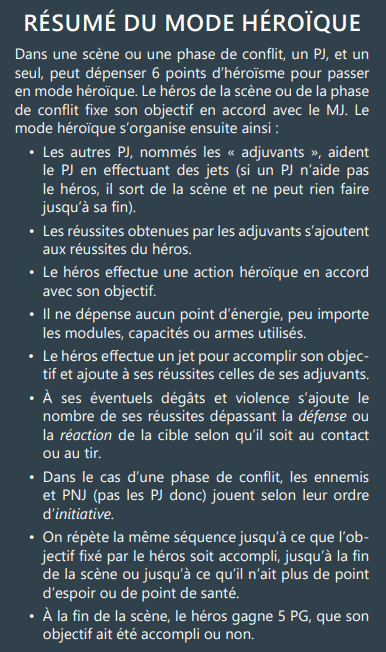 RÉSUMÉ DU MODE HÉROÏQUE
Dans une scène ou une phase de conflit, un PJ, et un
seul, peut dépenser 6 points d’héroïsme pour passer
en mode héroïque. Le héros de la scène ou de la phase
de conflit fixe son objectif en accord avec le MJ. Le
mode héroïque s’organise ensuite ainsi :
• Les autres PJ, nommés les « adjuvants », aident
le PJ en effectuant des jets (si un PJ n’aide pas
le héros, il sort de la scène et ne peut rien faire
jusqu’à sa fin).
• Les réussites obtenues par les adjuvants s’ajoutent
aux réussites du héros.
• Le héros effectue une action héroïque en accord
avec son objectif.
• Il ne dépense aucun point d’énergie, peu importe
les modules, capacités ou armes utilisés.
• Le héros effectue un jet pour accomplir son objec-
tif et ajoute à ses réussites celles de ses adjuvants.
• À ses éventuels dégâts et violence s’ajoute le
nombre de ses réussites dépassant la défense ou
la réaction de la cible selon qu’il soit au contact
ou au tir.
• Dans le cas d’une phase de conflit, les ennemis
et PNJ (pas les PJ donc) jouent selon leur ordre
d’initiative.
• On répète la même séquence jusqu’à ce que l’ob-
jectif fixé par le héros soit accompli, jusqu’à la fin
de la scène ou jusqu’à ce qu’il n’ait plus de point
d’espoir ou de point de santé.
• À la fin de la scène, le héros gagne 5 PG, que son
objectif ait été accompli ou non.